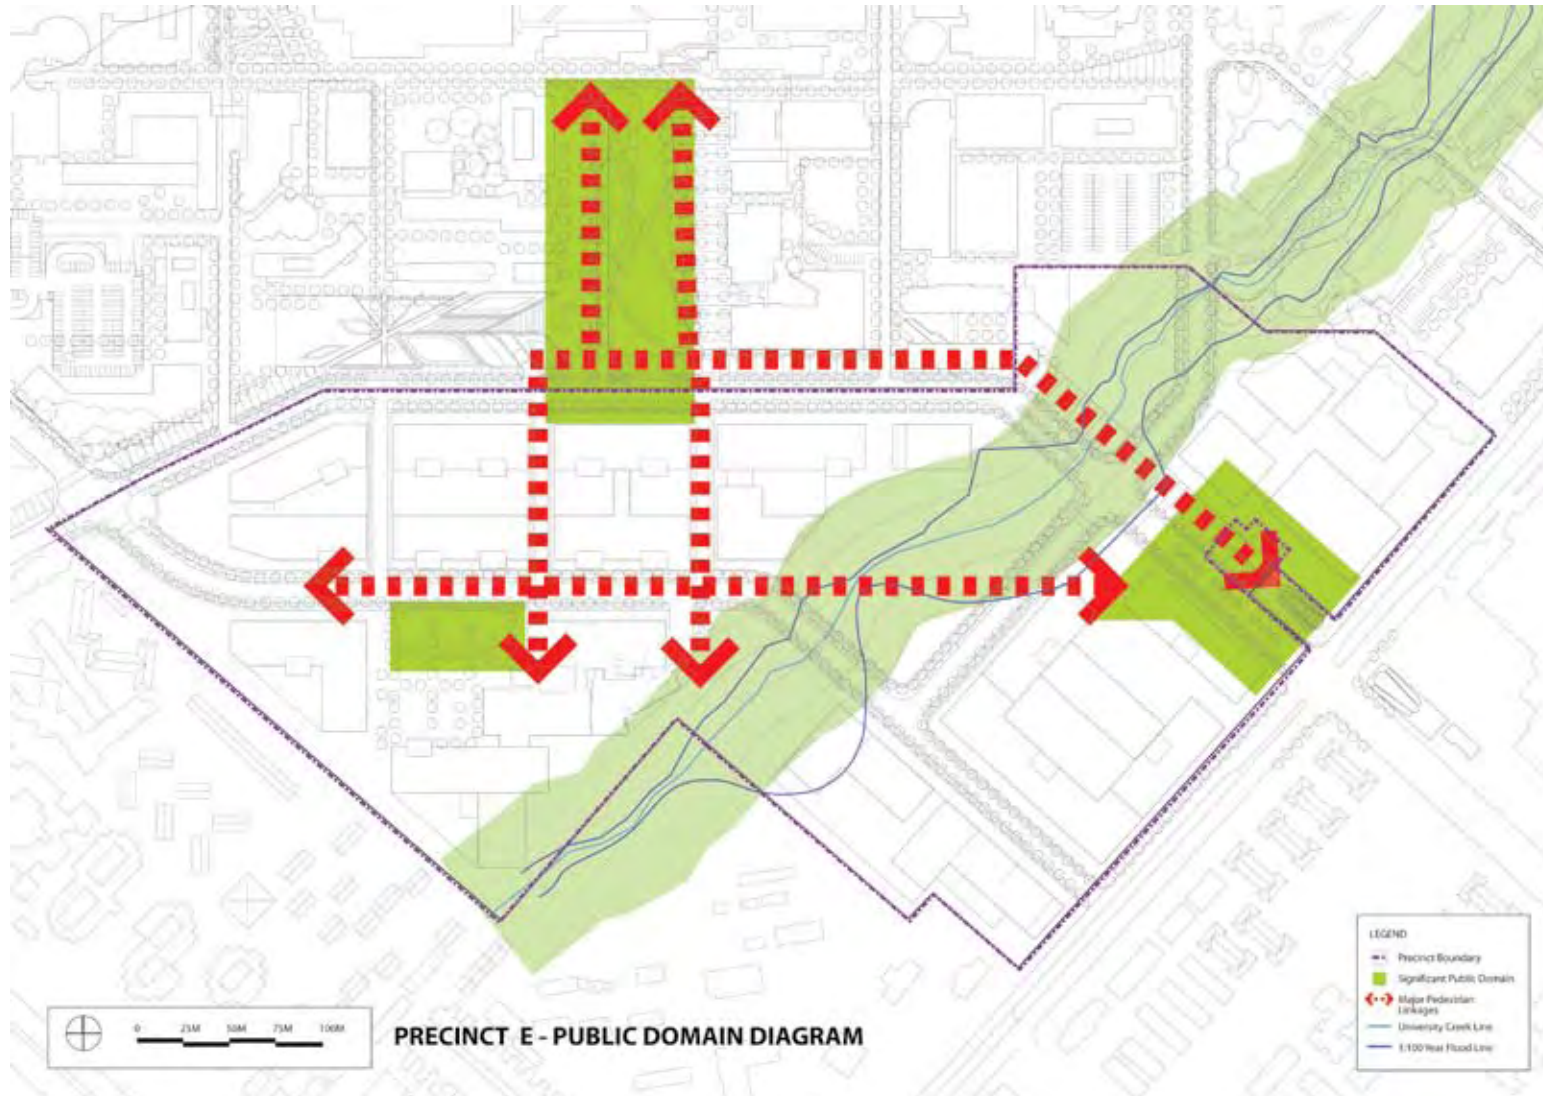 LEGEND
Precinct Boundary
Significant Public Domain
Major Pedestrian
Linkages
University Creek Line
1:100 Year Flood Line
0 25M 50M 75M 100M
PRECINCT E - PUBLIC DOMAIN DIAGRAM